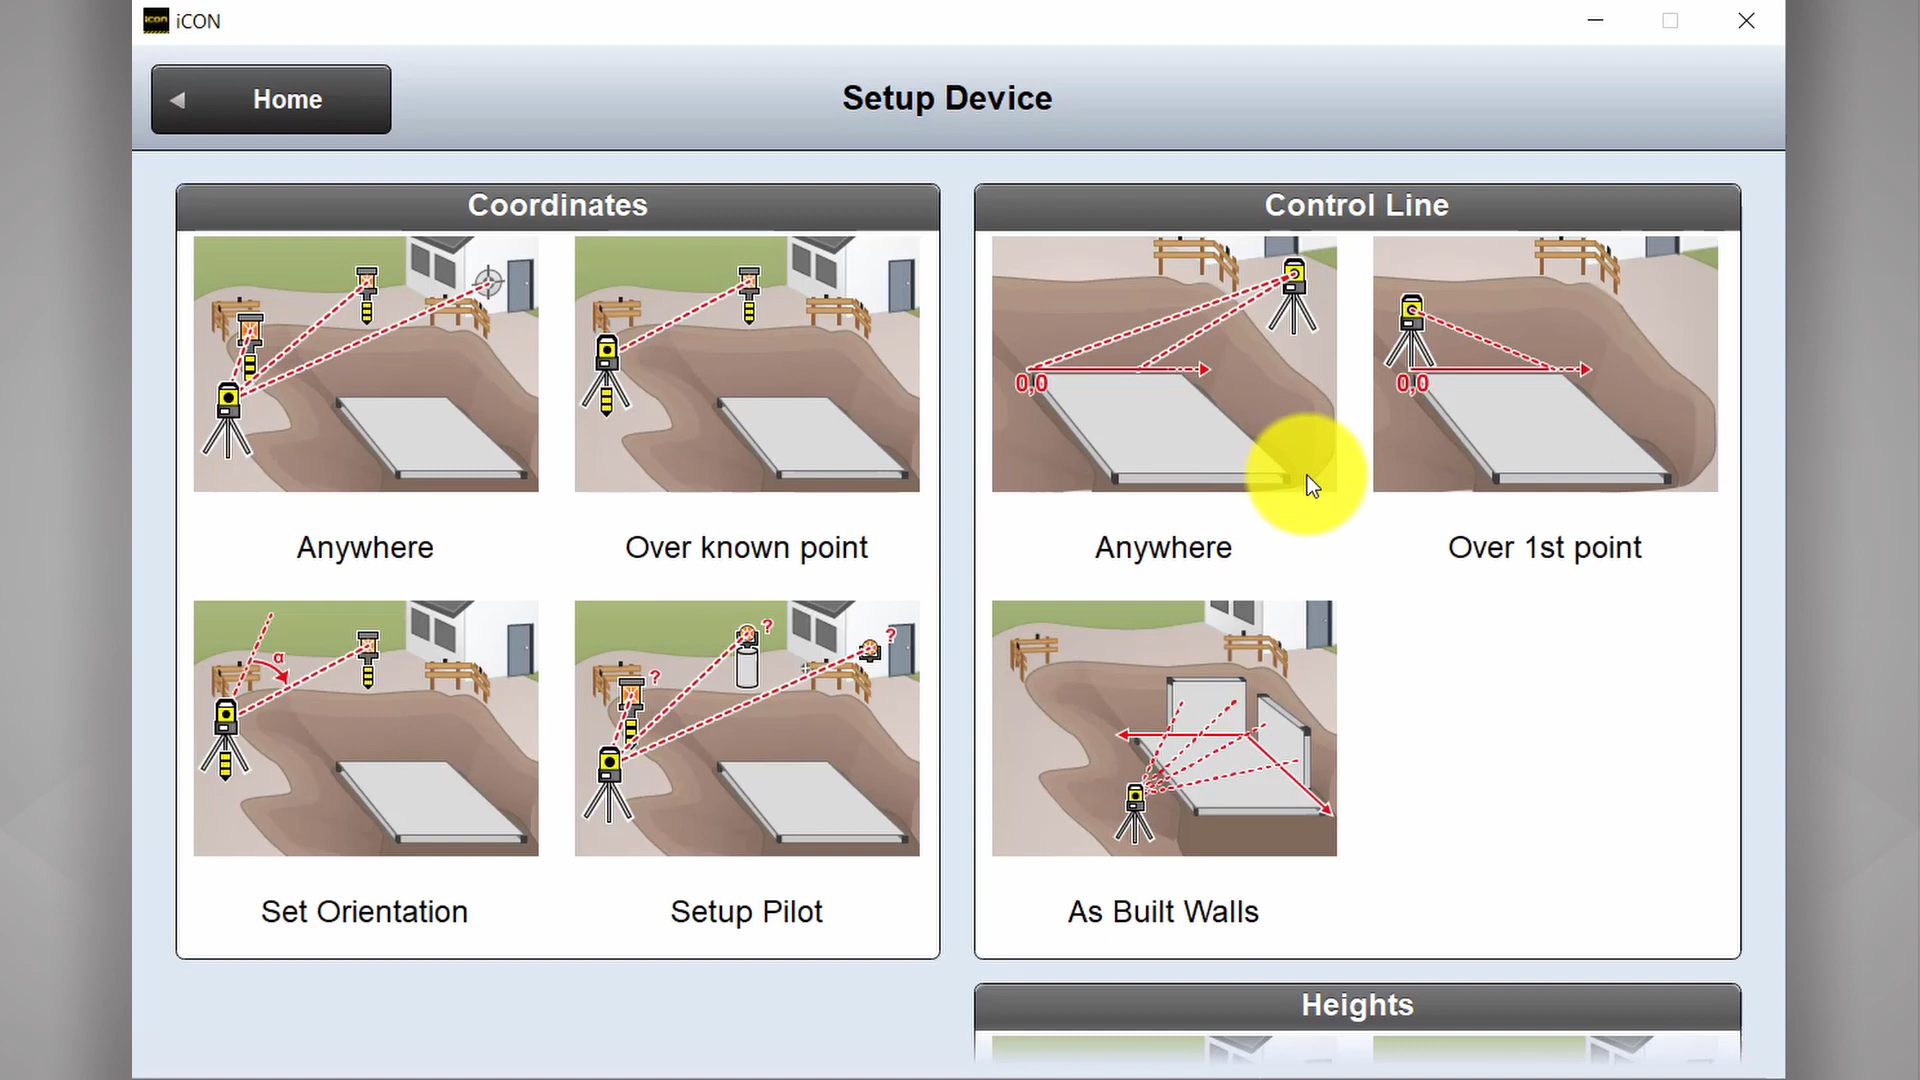 icon iCON
Home
Setup Device
Coordinates
Control Line
0,0
0,0
Anywhere
Over known point
Anywhere
Over 1st point
α
?
?
?
Set Orientation
Setup Pilot
As Built Walls
Heights